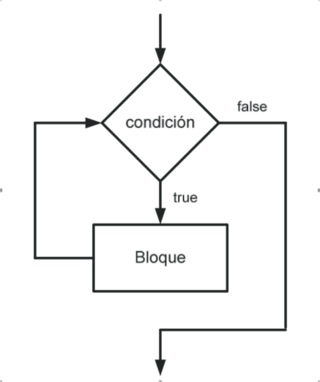 condición
false
true
Bloque